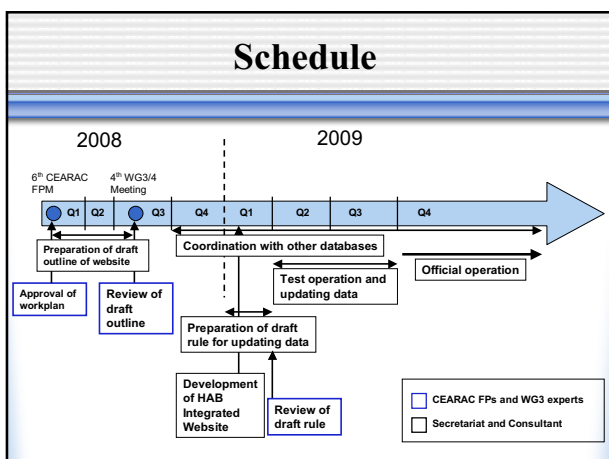 Schedule
2008
2009
6th CEARAC
FPM
4th WG3/4
Meeting
Q1
Q2
Q3
Q4
Q1
Q2
Q3
Q4
Coordination with other databases
Preparation of draft
outline of website
Test operation and
updating data
Official operation
Approval of
workplan
Review of
draft
outline
Preparation of draft
rule for updating data
Development
of HAB
Integrated
Website
Review of
draft rule
CEARAC FPs and WG3 experts
Secretariat and Consultant